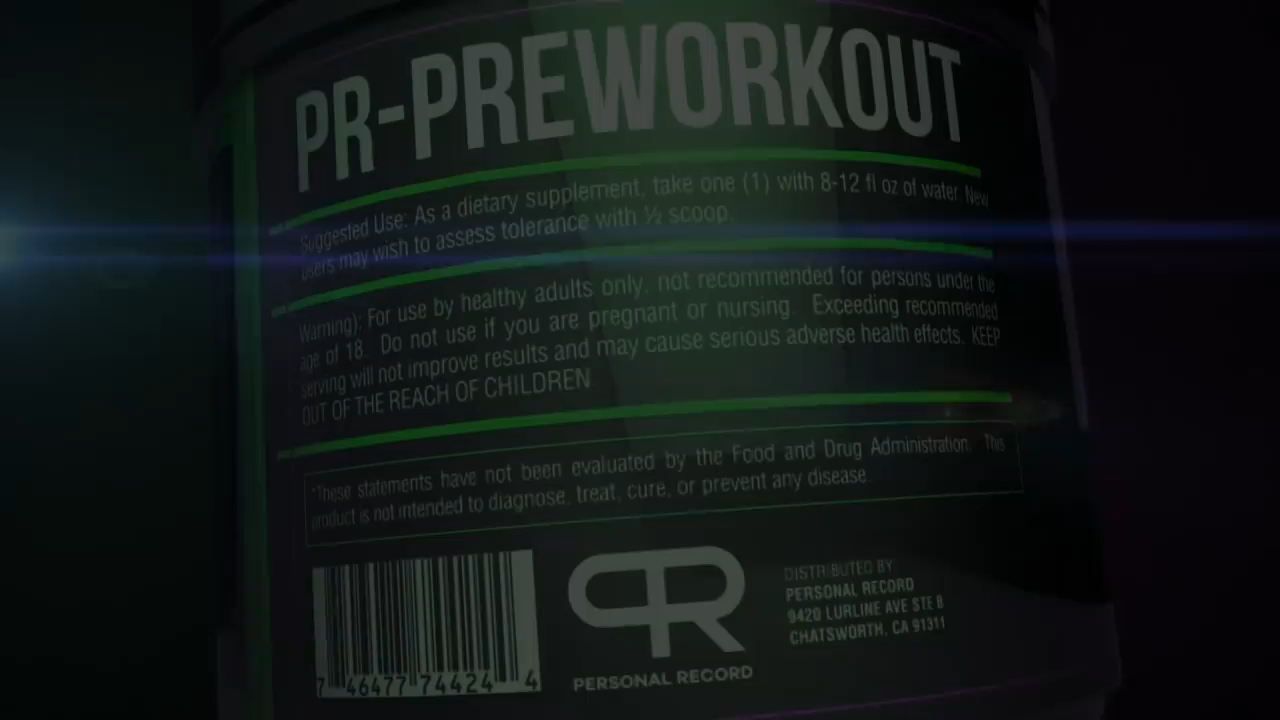 PR-PREWORKOUT
Suggested Use: As a dietary supplement, take one (1) with 8-12 fl oz of water. New
users may wish to assess tolerance with ½ scoop.
Warning): For use by healthy adults only, not recommended for persons under the
age of 18. Do not use if you are pregnant or nursing. Exceeding recommended
serving will not improve results and may cause serious adverse health effects. KEEP
OUT OF THE REACH OF CHILDREN
*These statements have not been evaluated by the Food and Drug Administration. This
product is not intended to diagnose, treat, cure, or prevent any disease.
7 46477 74424 4
PR
PERSONAL RECORD
DISTRIBUTED BY
PERSONAL RECORD
9420 LURLINE AVE STE B
CHATSWORTH, CA 91311